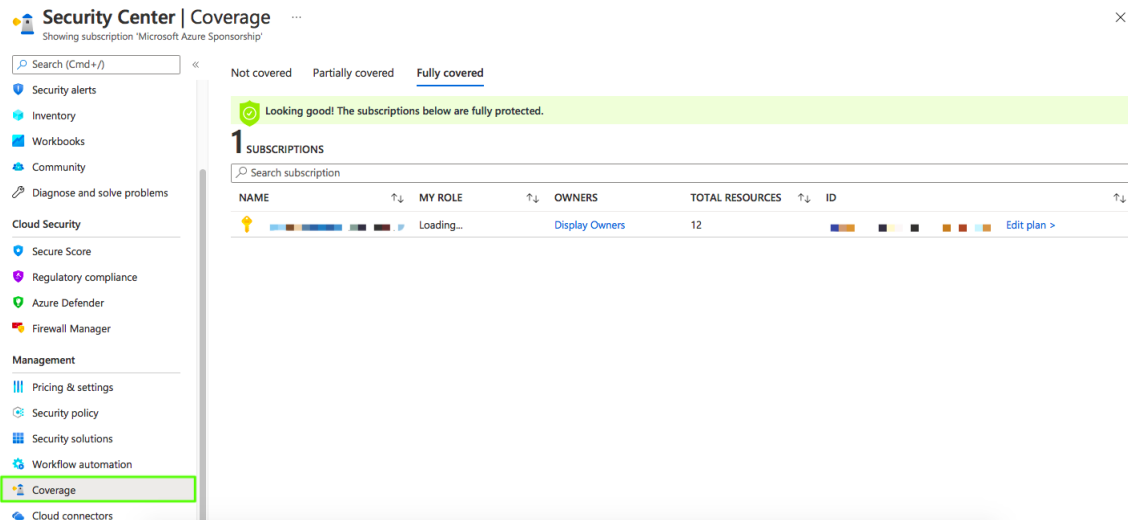 Security Center | Coverage ...
Showing subscription 'Microsoft Azure Sponsorship'
Search (Cmd+/)
«
Security alerts
Inventory
Workbooks
Community
Diagnose and solve problems
Cloud Security
Secure Score
Regulatory compliance
Azure Defender
Firewall Manager
Management
Pricing & settings
Security policy
Security solutions
Workflow automation
Coverage
Cloud connectors
Not covered Partially covered Fully covered
Looking good! The subscriptions below are fully protected.
1 SUBSCRIPTIONS
Search subscription
NAME ↑↓ MY ROLE ↑↓ OWNERS TOTAL RESOURCES ↑↓ ID ↑↓
Loading... Display Owners 12 Edit plan >